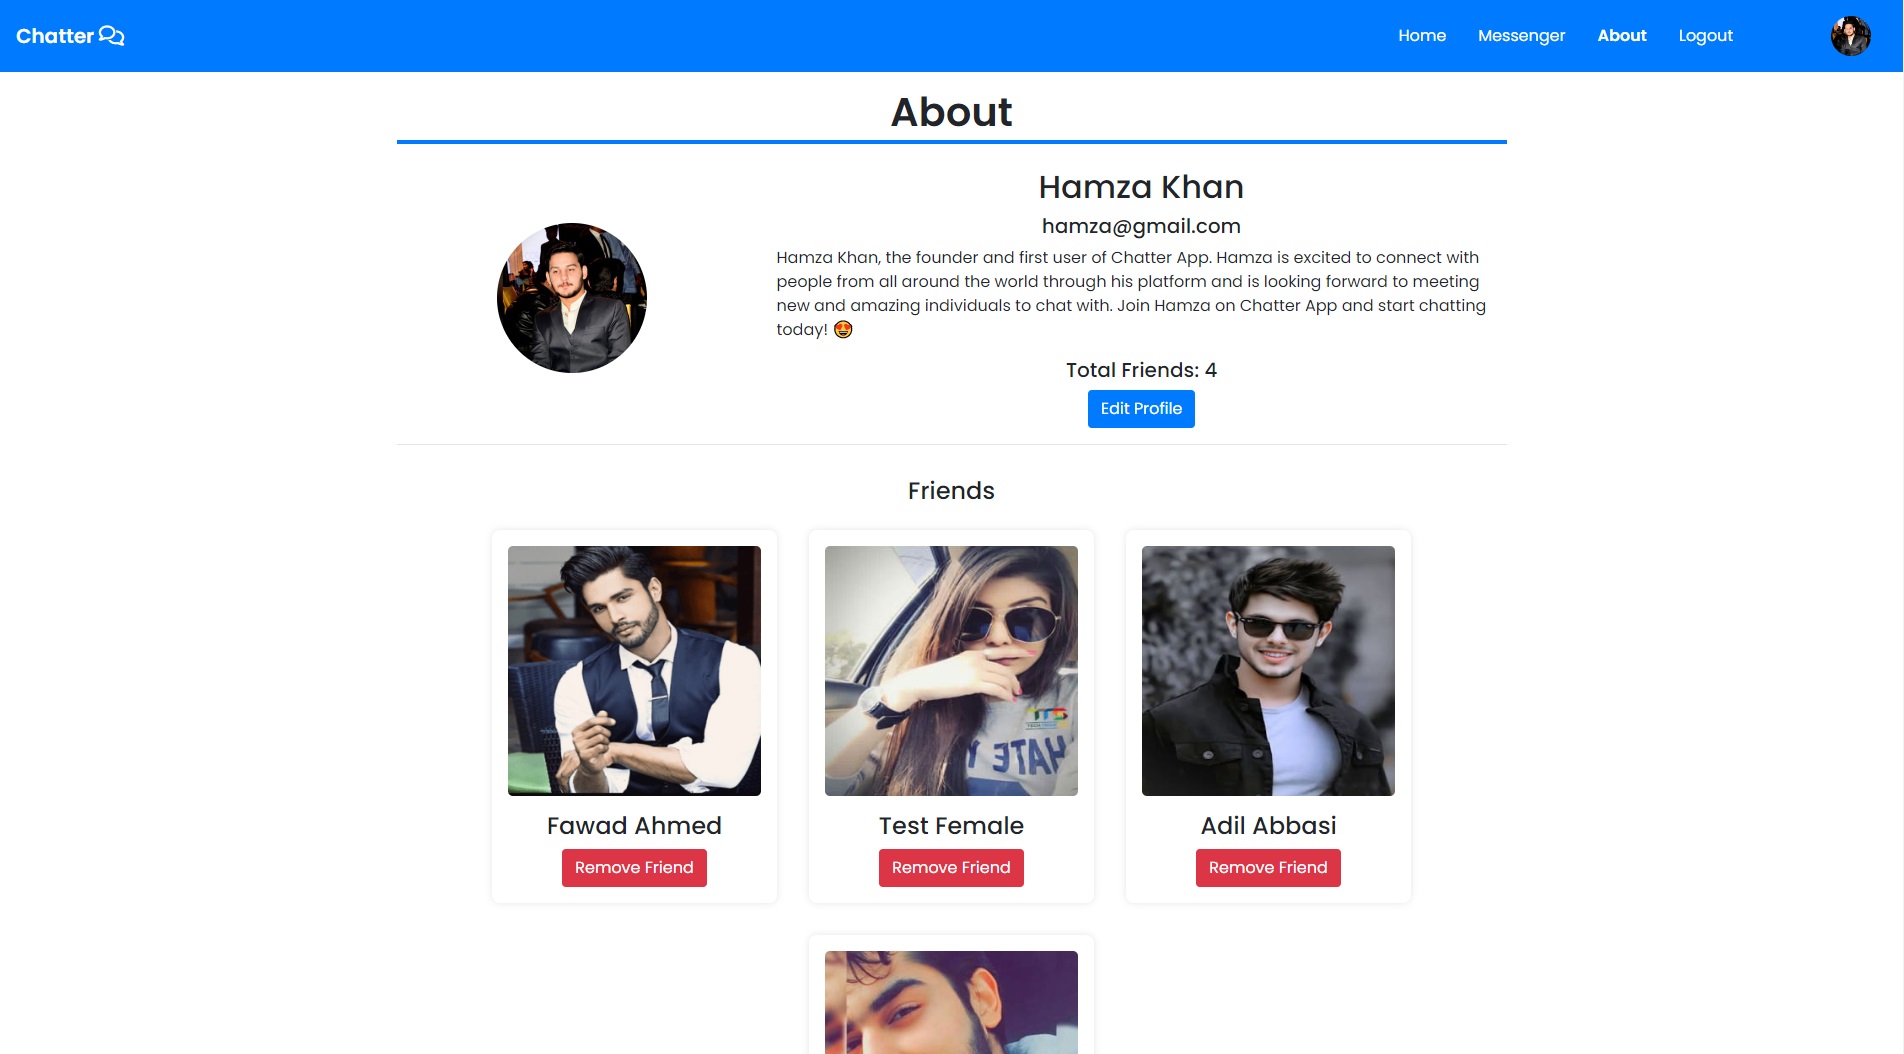 Chatter
Home Messenger About Logout
About
Hamza Khan
hamza@gmail.com
Hamza Khan, the founder and first user of Chatter App. Hamza is excited to connect with
people from all around the world through his platform and is looking forward to meeting
new and amazing individuals to chat with. Join Hamza on Chatter App and start chatting
today! 😍
Total Friends: 4
Edit Profile
Friends
HATE Y
Fawad Ahmed
Test Female
Adil Abbasi
Remove Friend
Remove Friend
Remove Friend